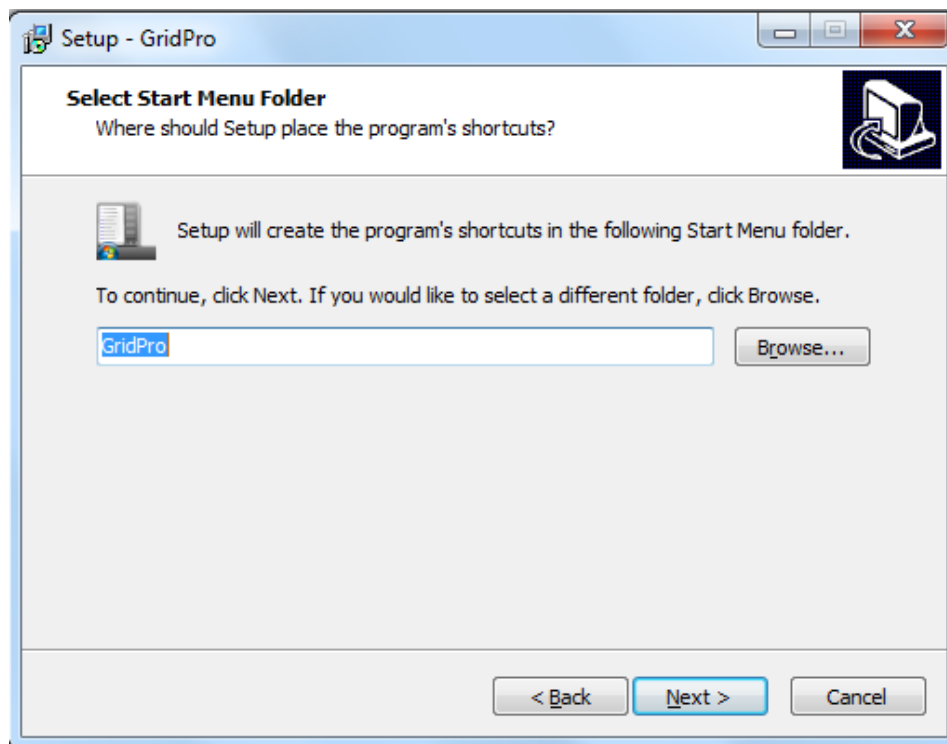 Setup - GridPro
Select Start Menu Folder
Where should Setup place the program's shortcuts?
Setup will create the program's shortcuts in the following Start Menu folder.
To continue, click Next. If you would like to select a different folder, click Browse.
GridPro
Browse...
< Back
Next >
Cancel